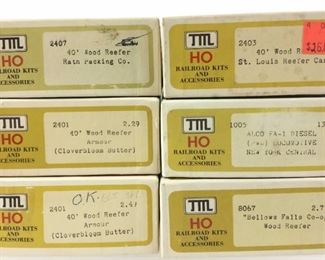 TM
HO
RAILROAD KITS
AND
ACCESSORIES
2407
40' Wood Reefer
Rath Packing Co.
TM
HO
RAILROAD KITS
AND
ACCESSORIES
2403
40' Wood Reefer
St. Louis Reefer Car
TM
HO
RAILROAD KITS
AND
ACCESSORIES
2401 2.29
40' Wood Reefer
Armour
(Cloverbloom Butter)
TM
HO
RAILROAD KITS
AND
ACCESSORIES
1005
ALCO FA-1 DIESEL
LOCOMOTIVE
NEW YORK CENTRAL
TM
HO
RAILROAD KITS
AND
ACCESSORIES
O.K.
2401 2.49
40' Wood Reefer
Armour
(Cloverbloom Butter)
TM
HO
RAILROAD KITS
AND
ACCESSORIES
8067
"Bellows Falls Co-op
Wood Reefer